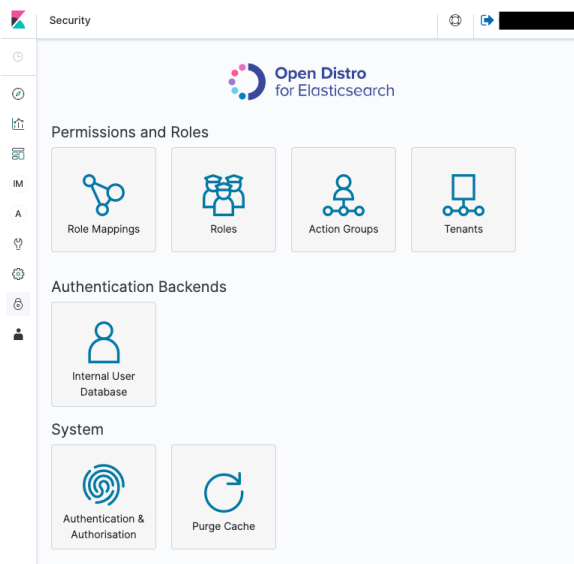 Security
Open Distro
for Elasticsearch
Permissions and Roles
Role Mappings
Roles
Action Groups
Tenants
IM
A
Authentication Backends
Internal User
Database
System
Authentication &
Authorisation
Purge Cache